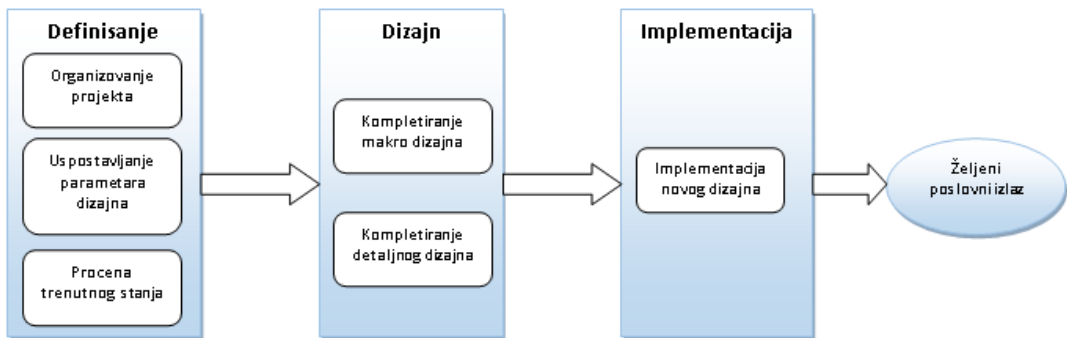 Definisanje
Organizovanje
projekta
Uspostavljanje
parametara
dizajna
Procena
trenutnog stanja
Dizajn
Kompletiranje
makro dizajna
Kompletiranje
detaljnog dizajna
Implementacija
Implementacija
novog dizajna
Željeni
poslovni izlaz